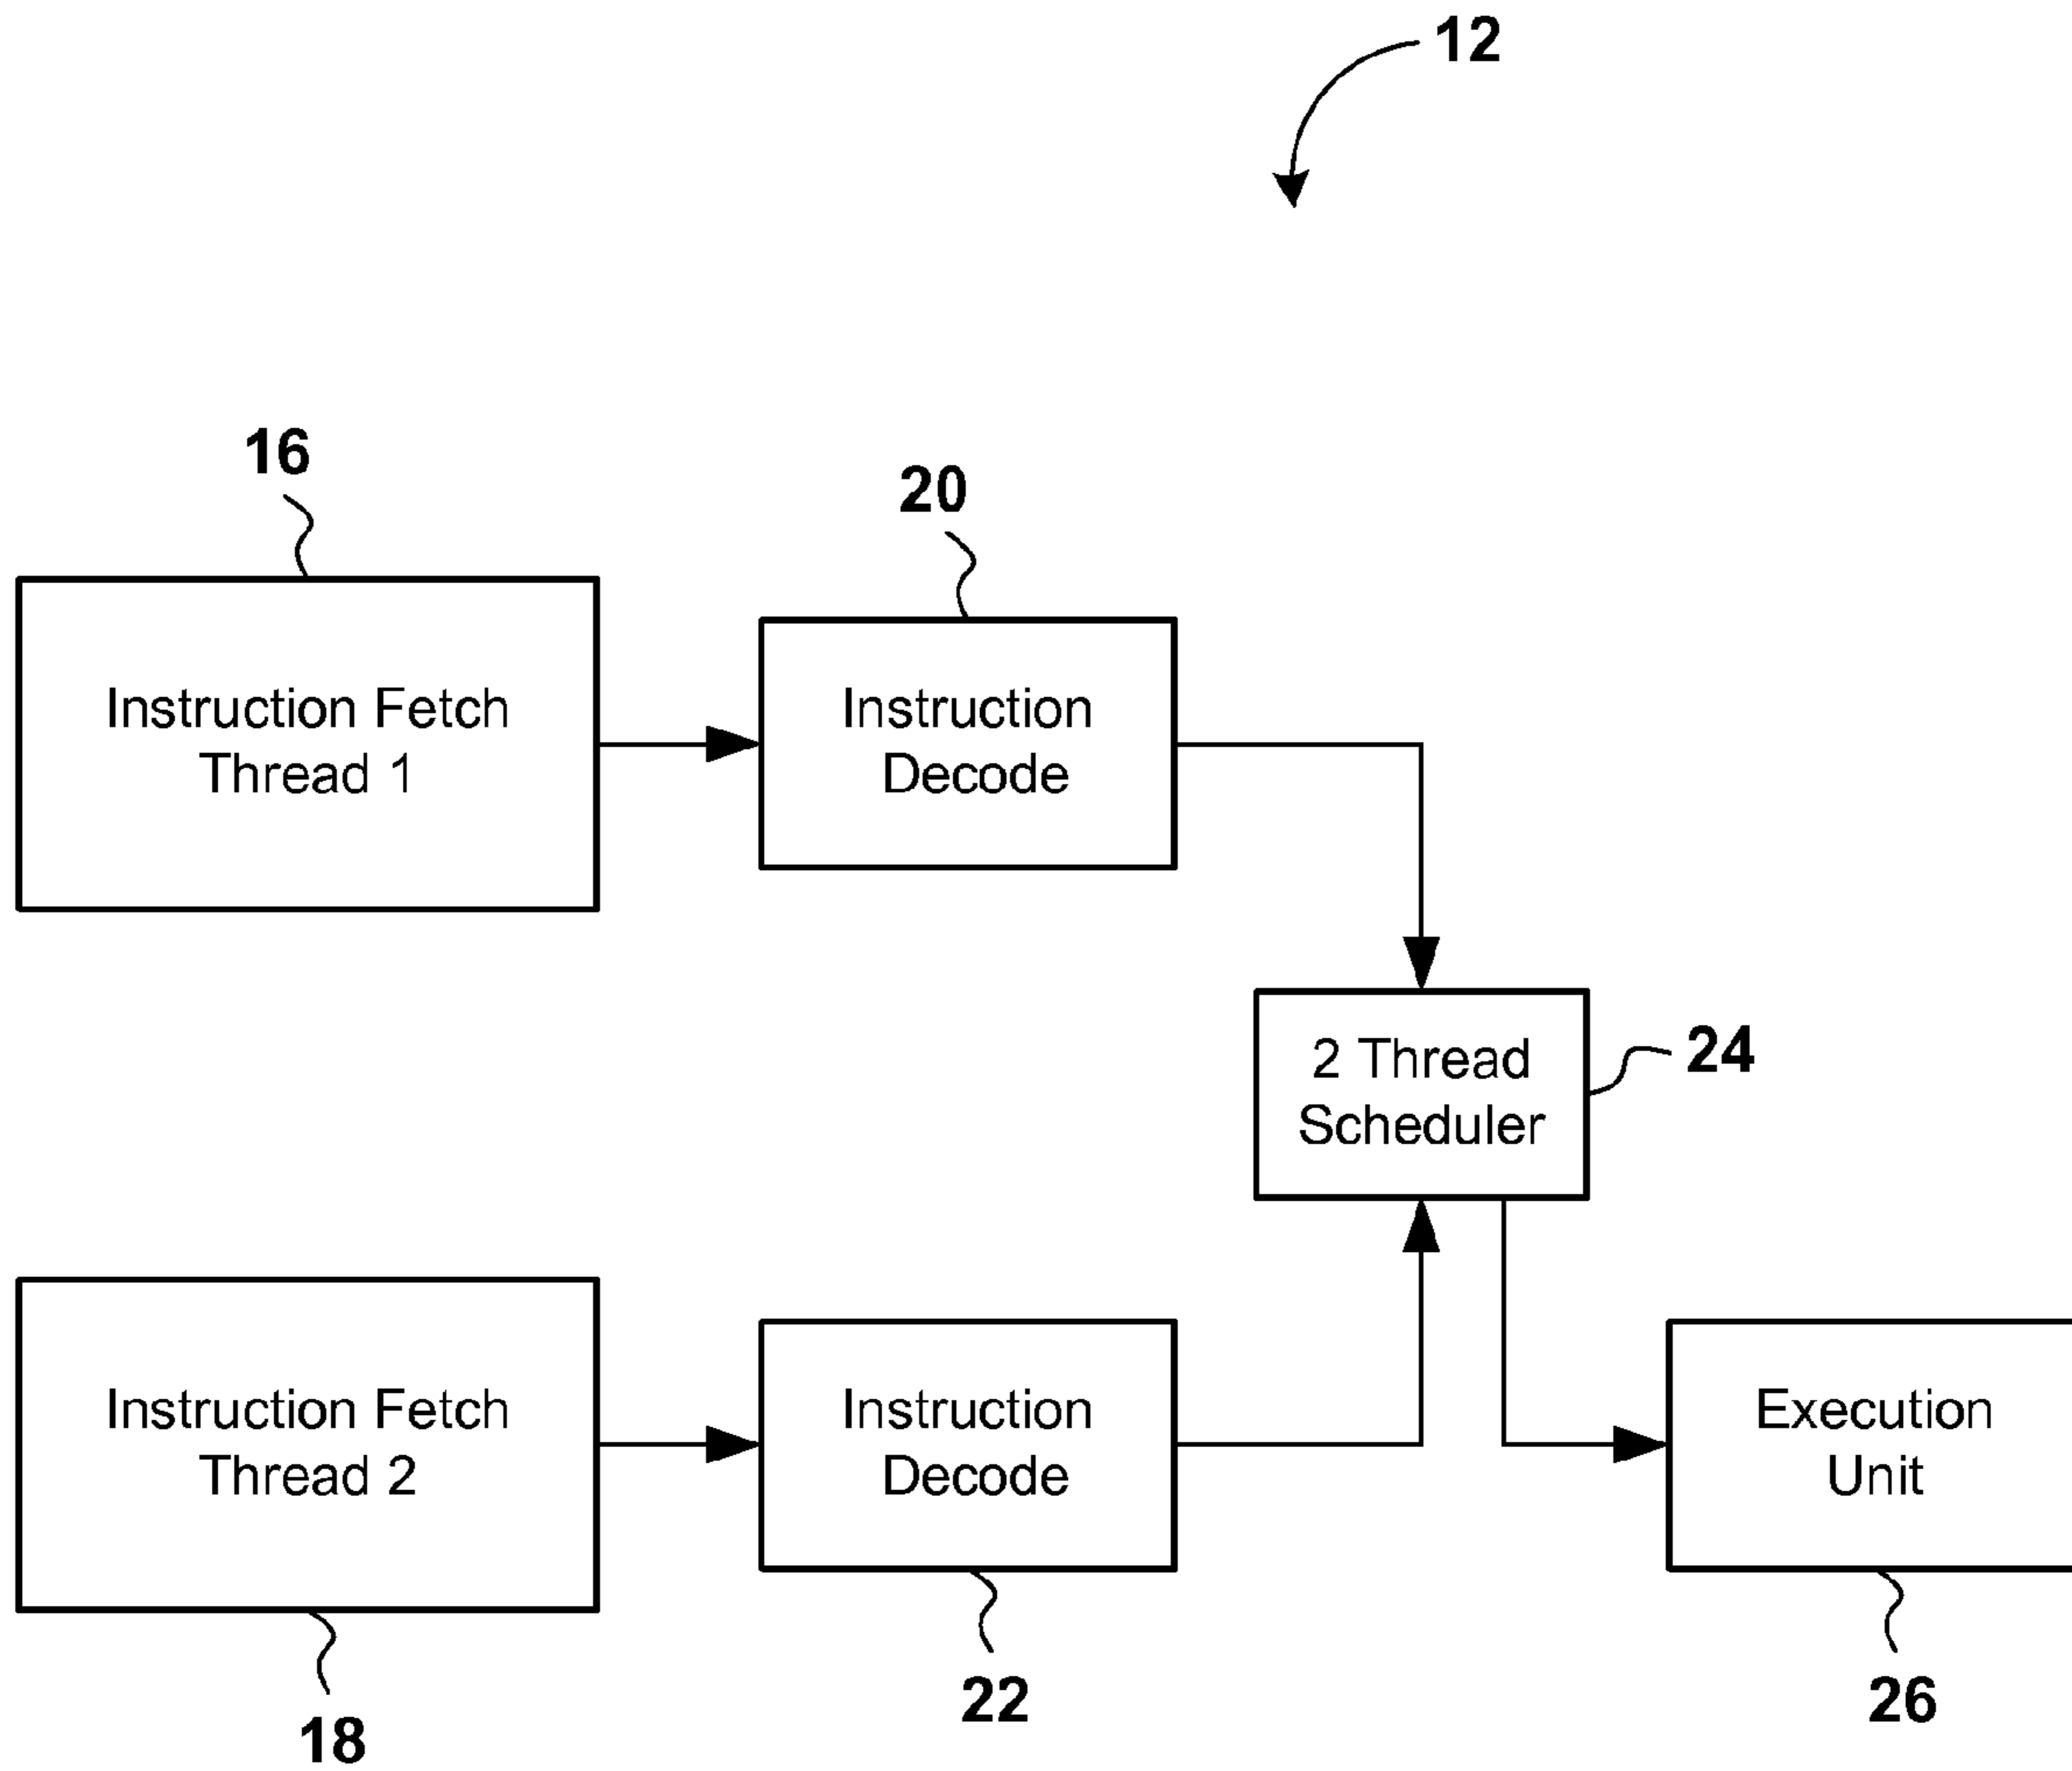 12
16
20
Instruction Fetch
Thread 1
Instruction
Decode
2 Thread
Scheduler
24
Instruction Fetch
Thread 2
Instruction
Decode
Execution
Unit
18
22
26